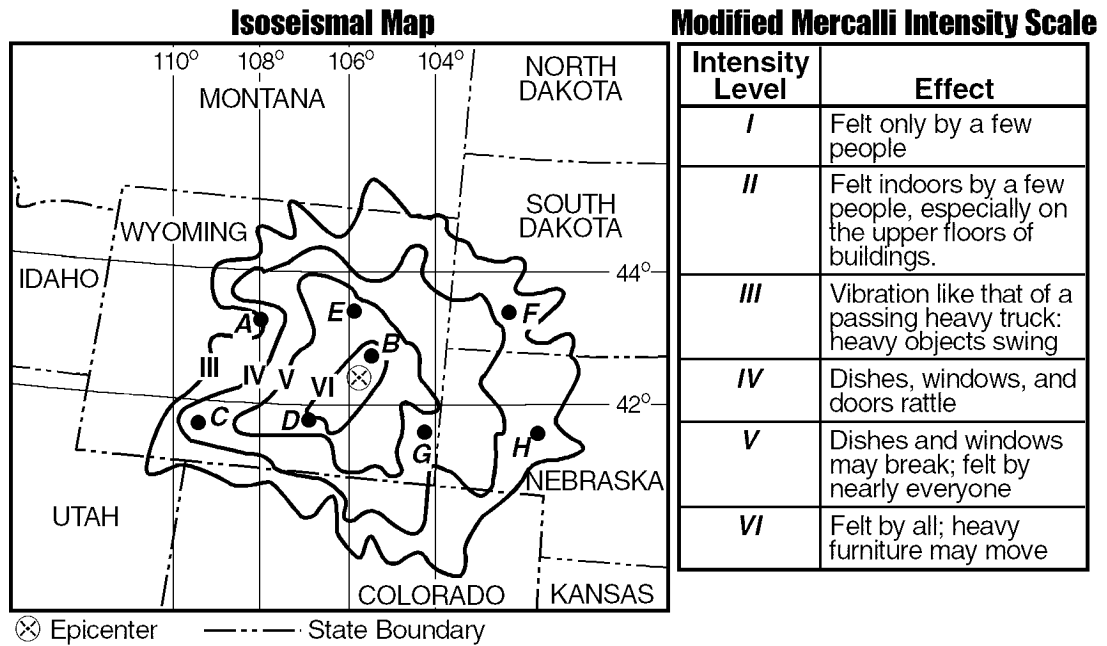 Isoseismal Map
110° 108° 106° 104°
MONTANA
NORTH
DAKOTA
SOUTH
DAKOTA
WYOMING
IDAHO
44°
E
A
F
B
III
IV
V
VI
42°
C
D
G
H
NEBRASKA
UTAH
COLORADO
KANSAS
Epicenter
State Boundary
Modified Mercalli Intensity Scale
Intensity
Level
Effect
I
Felt only by a few
people
II
Felt indoors by a few
people, especially on
the upper floors of
buildings.
III
Vibration like that of a
passing heavy truck:
heavy objects swing
IV
Dishes, windows, and
doors rattle
V
Dishes and windows
may break; felt by
nearly everyone
VI
Felt by all; heavy
furniture may move